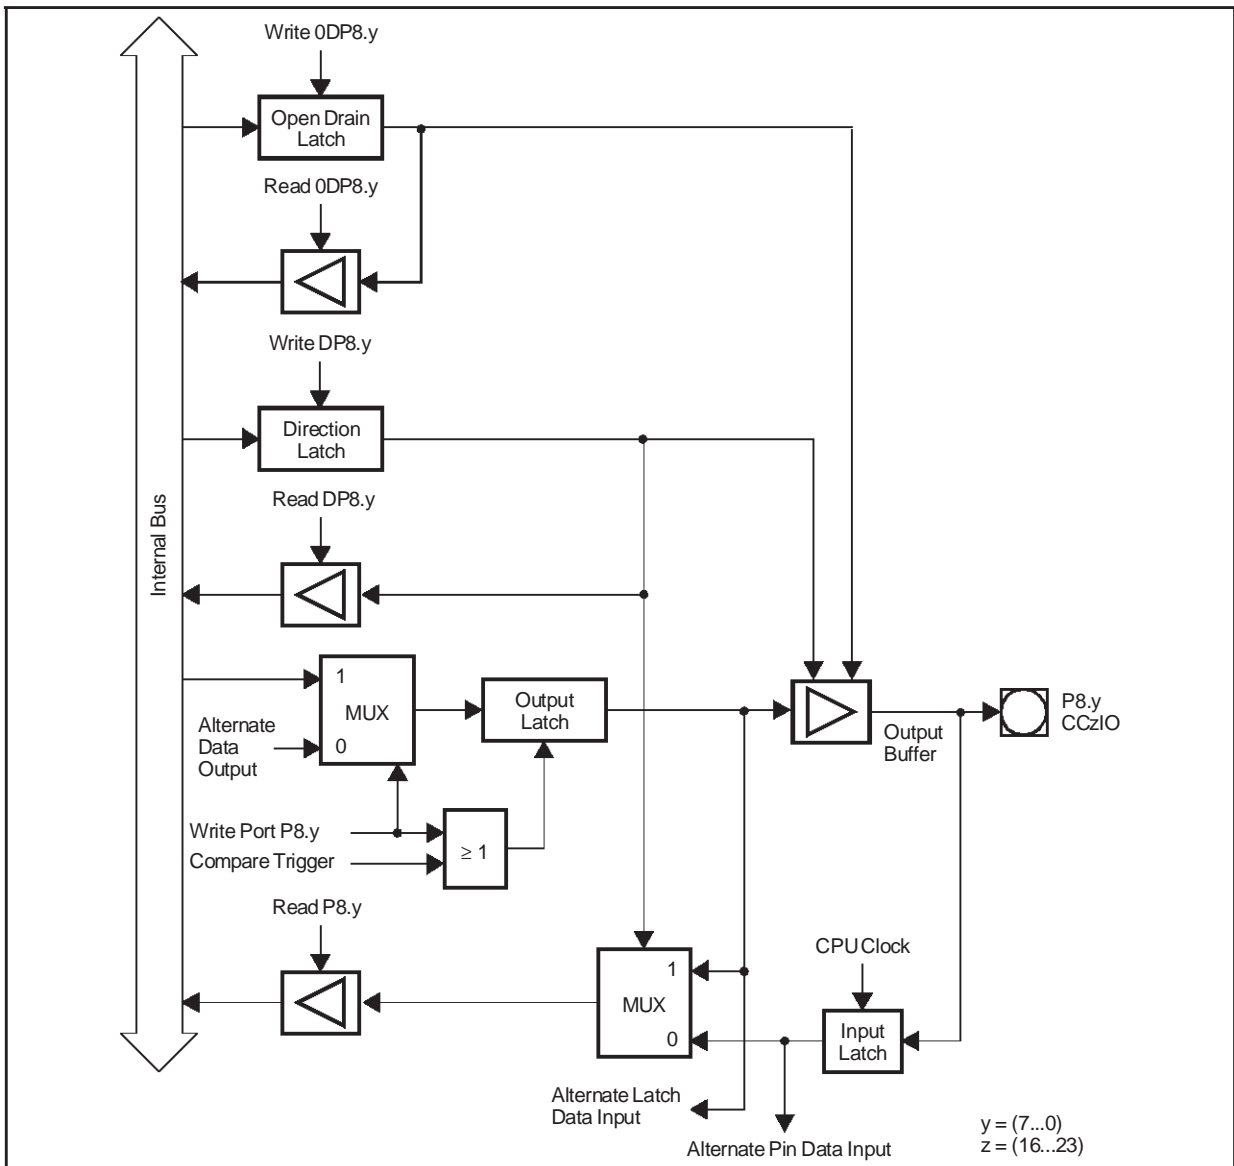 Write 0DP8.y
Open Drain
Latch
Read 0DP8.y
Write DP8.y
Direction
Latch
Internal Bus
Read DP8.y
1
MUX
0
Alternate
Data
Output
Output
Latch
Output
Buffer
P8.y
CCzIO
Write Port P8.y
Compare Trigger
≥ 1
Read P8.y
1
MUX
0
CPU Clock
Input
Latch
Alternate Latch
Data Input
Alternate Pin Data Input
y = (7...0)
z = (16...23)